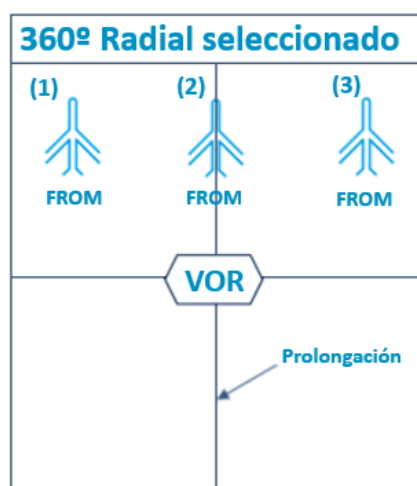 360º Radial seleccionado
(1)
(2)
(3)
FROM
FROM
FROM
VOR
Prolongación